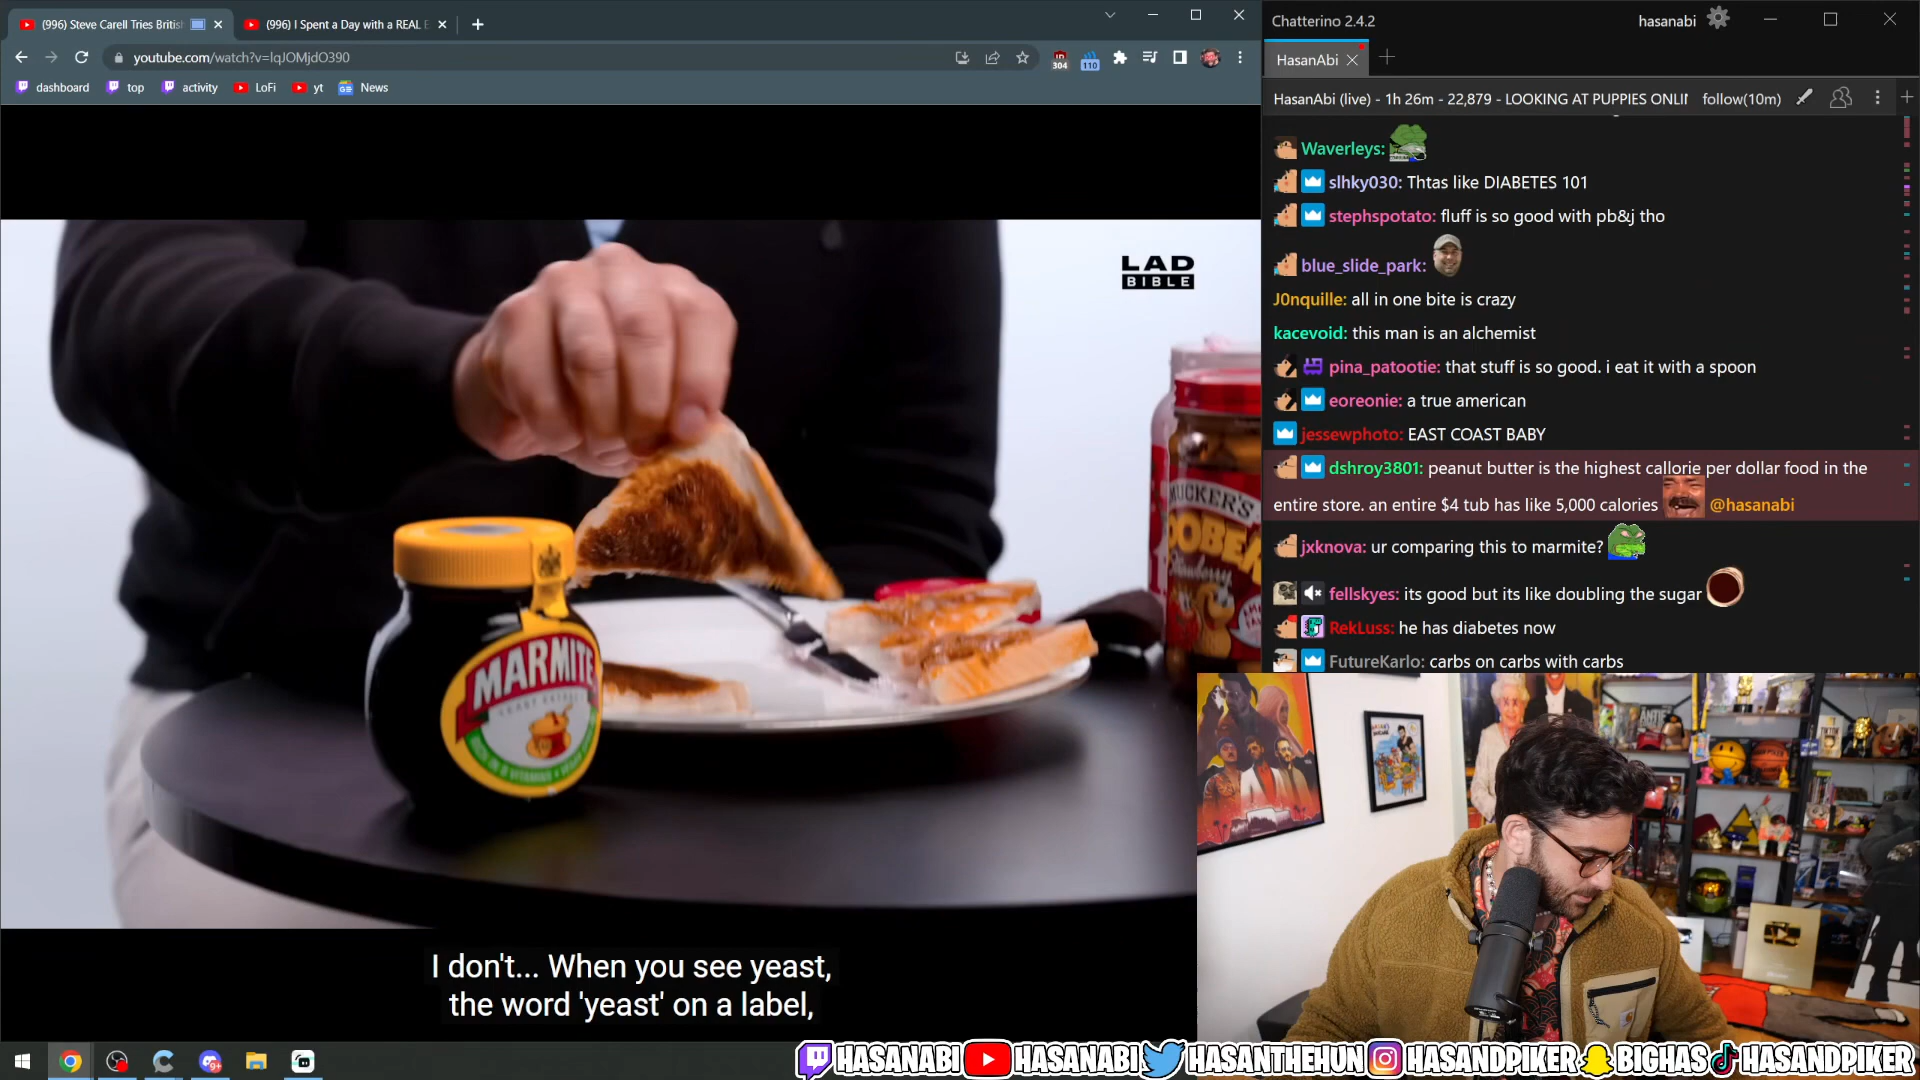 (996) Steve Carell Tries British
(996) I Spent a Day with a REAL
youtube.com/watch?v=lqJOMjdO390
304
110
dashboard
top
activity
LoFi
yt
News
LAD
BIBLE
MARMITE
SMUCKER'S
GOOBER
Strawberry
I don't... When you see yeast,
the word 'yeast' on a label,
Chatterino 2.4.2
hasanabi
HasanAbi
HasanAbi (live) - 1h 26m - 22,879 - LOOKING AT PUPPIES ONLI
follow(10m)
Waverleys:
slhky030: Thtas like DIABETES 101
stephspotato: fluff is so good with pb&j tho
blue_slide_park:
J0nquille: all in one bite is crazy
kacevoid: this man is an alchemist
pina_patootie: that stuff is so good. i eat it with a spoon
eoreonie: a true american
jessewphoto: EAST COAST BABY
dshroy3801: peanut butter is the highest callorie per dollar food in the
entire store. an entire $4 tub has like 5,000 calories @hasanabi
jxknova: ur comparing this to marmite?
fellskyes: its good but its like doubling the sugar
RekLuss: he has diabetes now
FutureKarlo: carbs on carbs with carbs
HASANABI HASANABI HASANTHEHUN HASANDPIKER BIGHAS HASANDPIKER